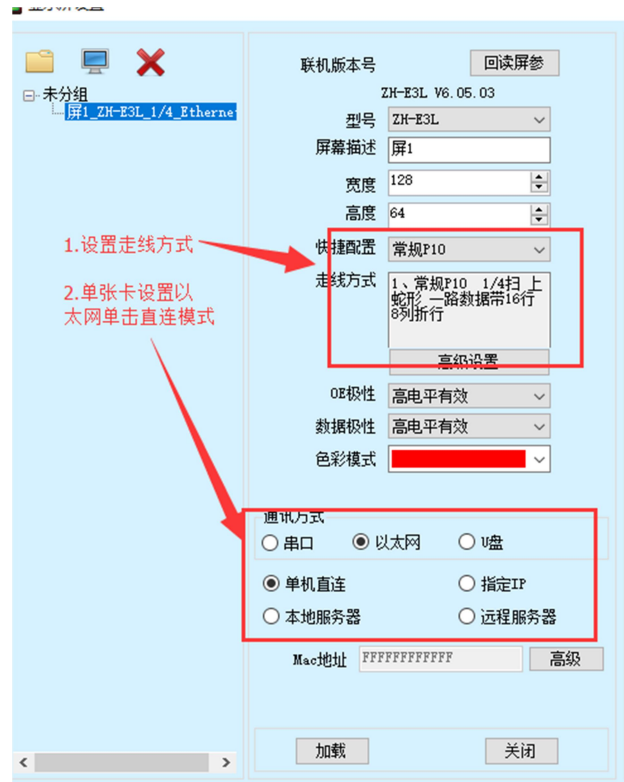 联机版本号
回读屏参
未分组
ZH-E3L V6.05.03
屏1_ZH-E3L_1/4_Etherne
型号
ZH-E3L
屏幕描述
屏1
宽度
128
高度
64
1.设置走线方式
快捷配置
常规P10
走线方式
1、常规P10 1/4扫 上
蛇形 一路数据带16行
8列折行
2.单张卡设置以
太网单击直连模式
高级设置
OE极性
高电平有效
数据极性
高电平有效
色彩模式
通讯方式
串口
以太网
U盘
单机直连
指定IP
本地服务器
远程服务器
Mac地址
FFFFFFFFFFFF
高级
加载
关闭